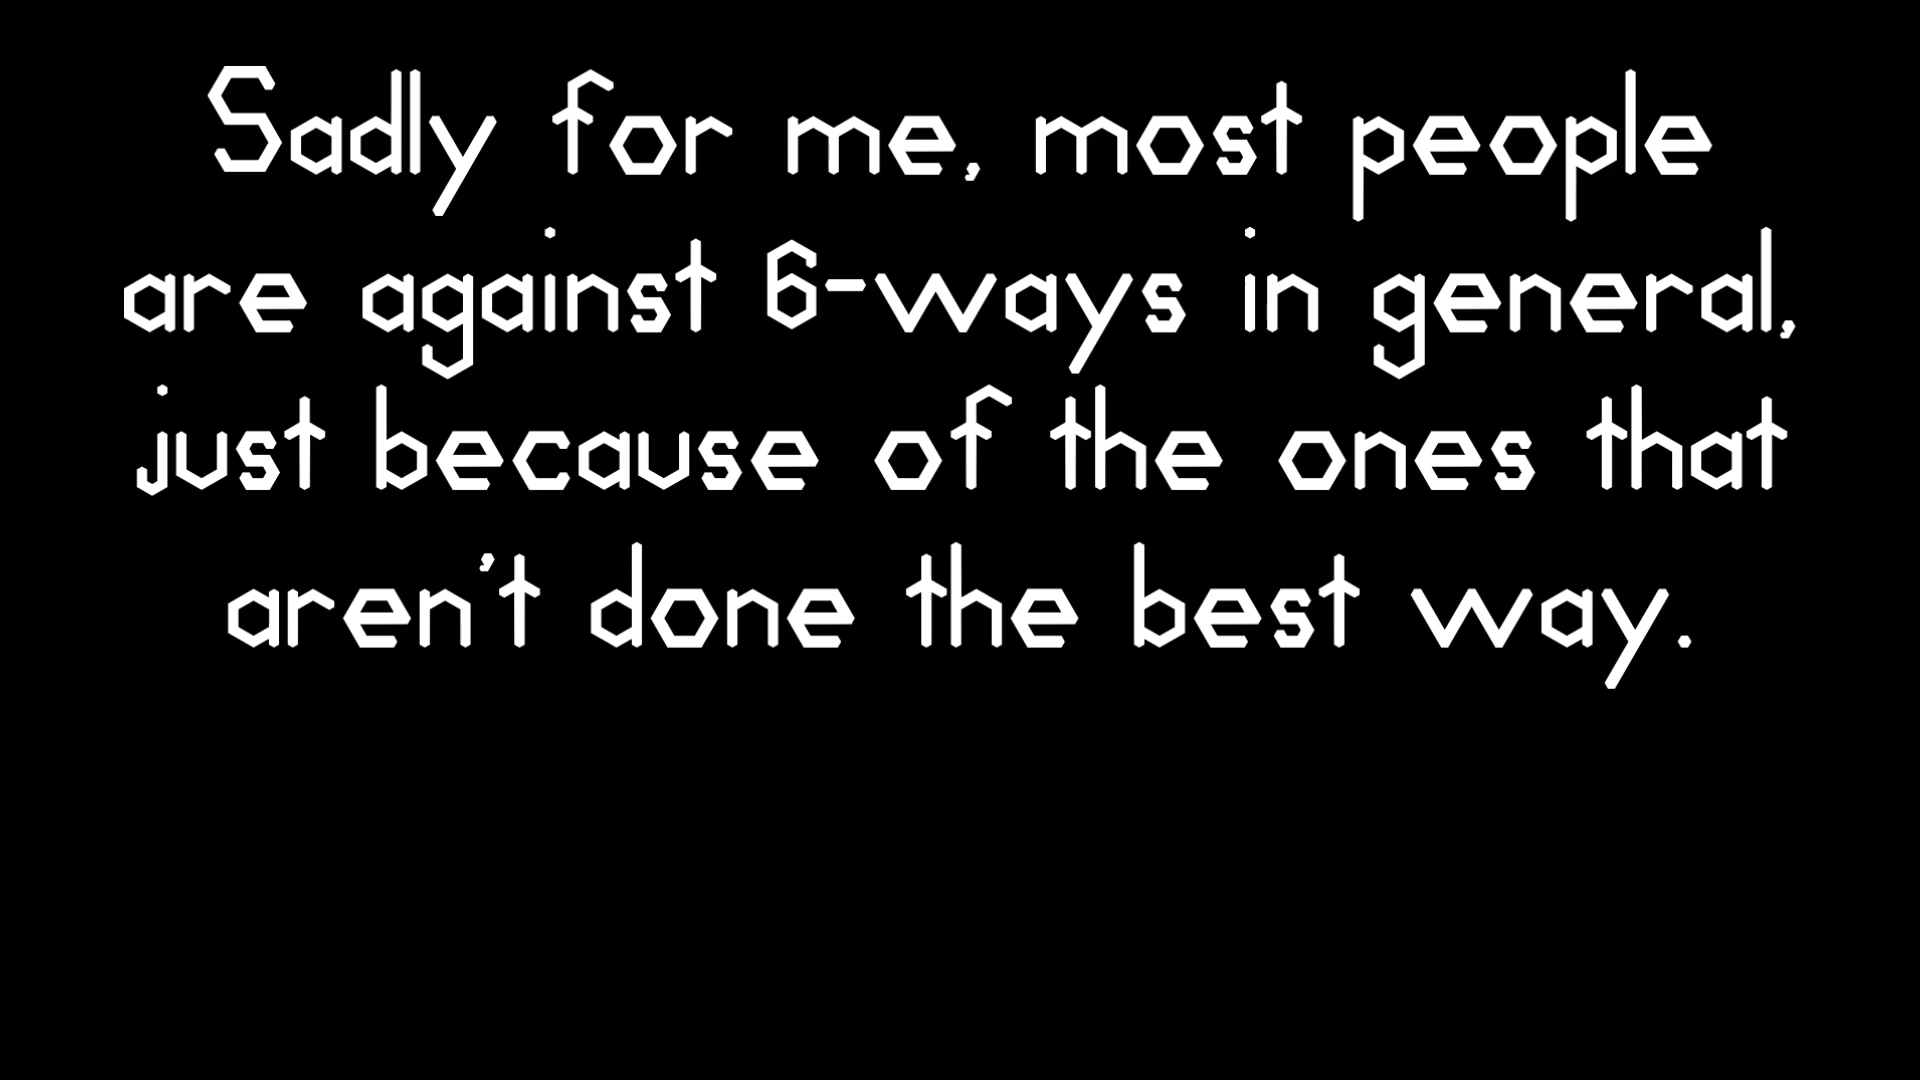 Sadly for me, most people
are against 6-ways in general,
just because of the ones that
aren't done the best way.